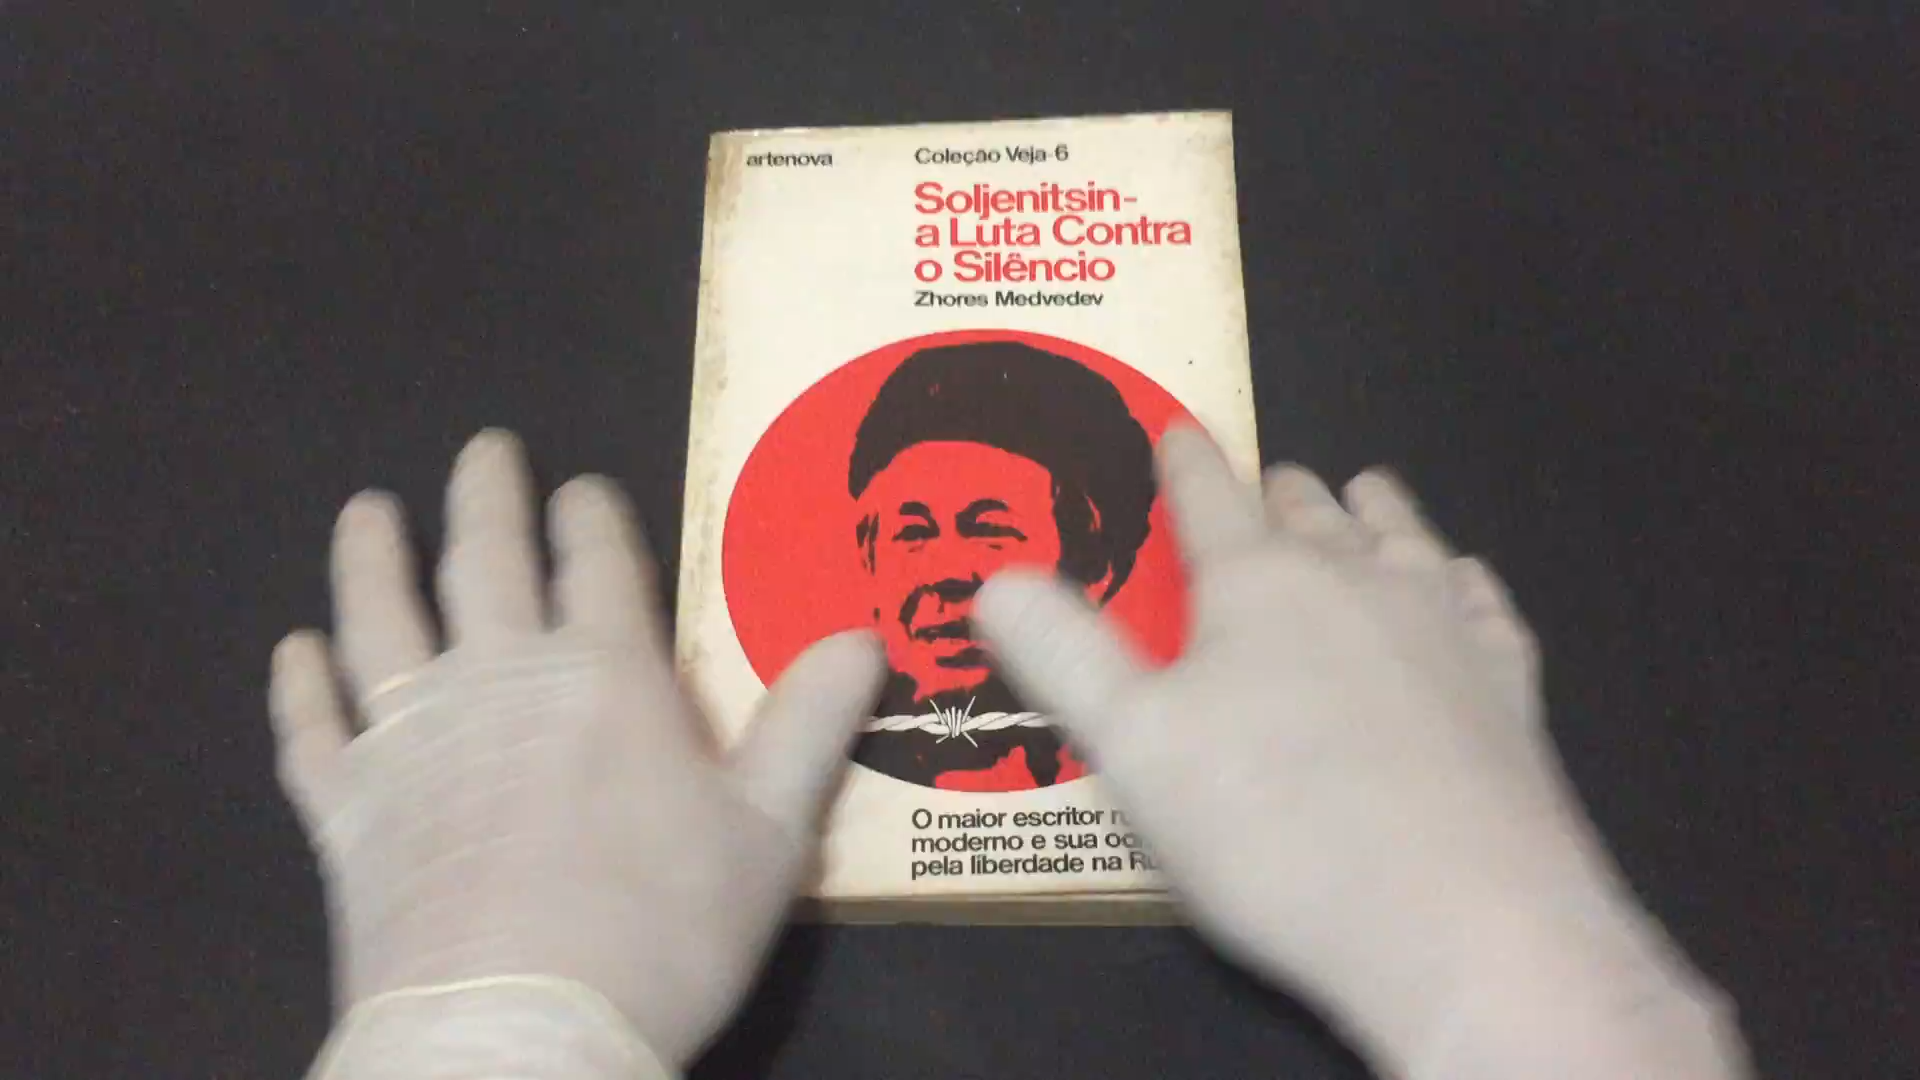 artenova
Coleção Veja-6
Soljenitsin-
a Luta Contra
o Silêncio
Zhores Medvedev
O maior escritor
moderno e sua
pela liberdade na